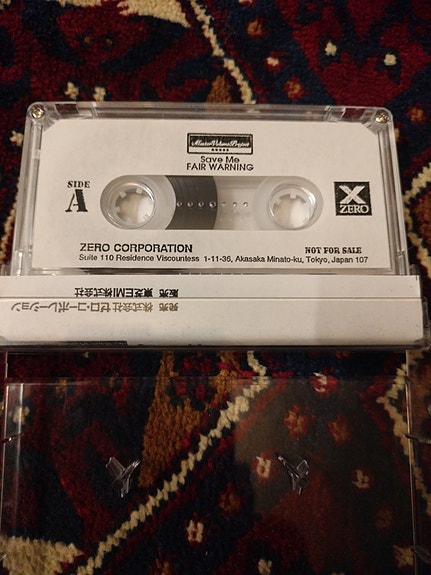 Save Me
FAIR WARNING
SIDE
A
X
ZERO
ZERO CORPORATION
NOT FOR SALE
Suite 110 Residence Viscountess 1-11-36, Akasaka Minato-ku, Tokyo, Japan 107
発売 株式会社ゼロ・コーポレーション
販売 東芝EMI株式会社